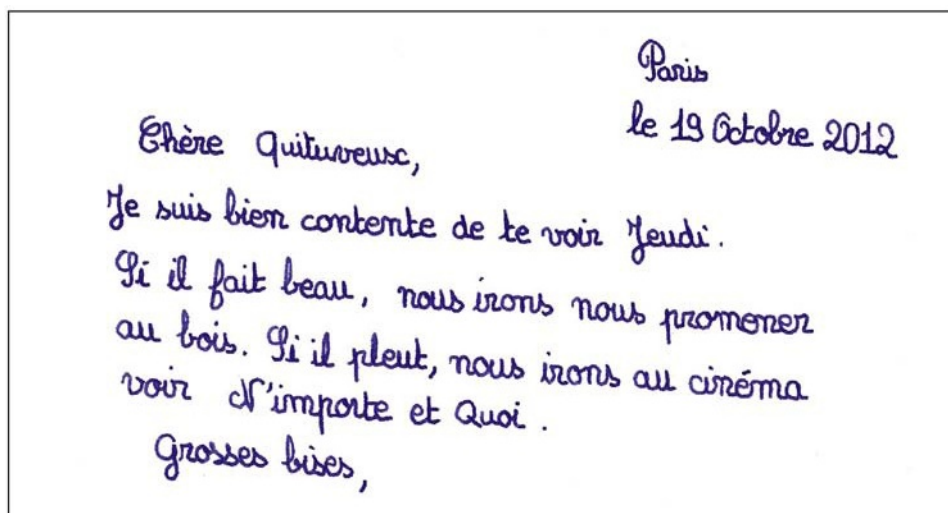 Paris
le 19 Octobre 2012
Chère Quituveusc,
Je suis bien contente de te voir Jeudi.
Si il fait beau, nous irons nous promener
au bois. Si il pleut, nous irons au cinéma
voir N'importe et Quoi.
Grosses bises,